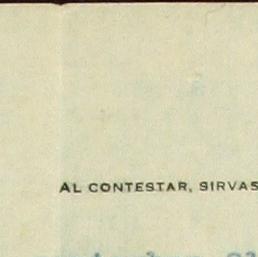 AL CONTESTAR, SIRVAS